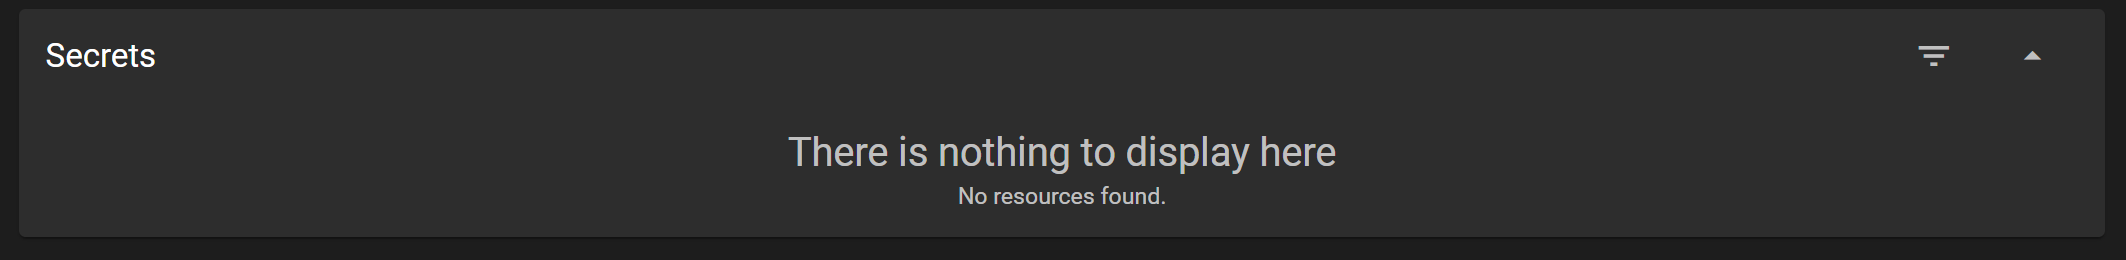 Secrets
There is nothing to display here
No resources found.